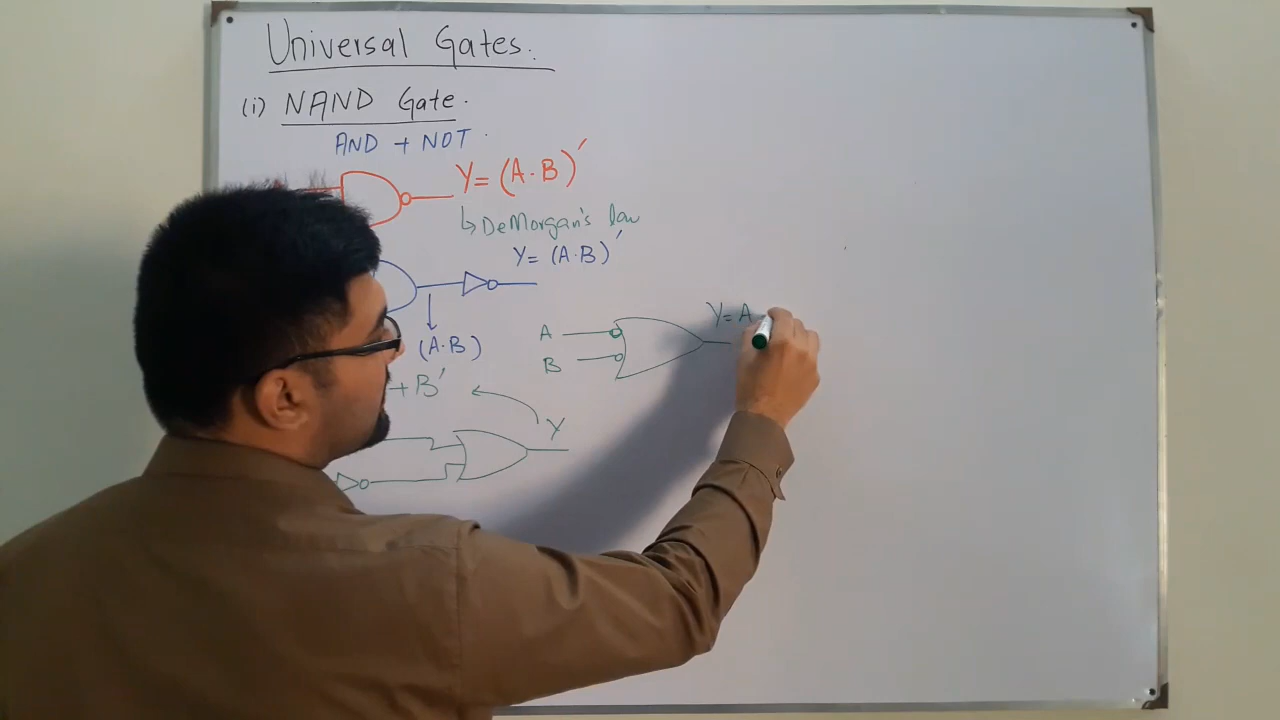 Universal Gates.
(i) NAND Gate.
AND + NOT
Y = (A·B)′
↳ DeMorgan's law
Y = (A·B)′
(A·B)
+ B′
Y
A
B
Y = A